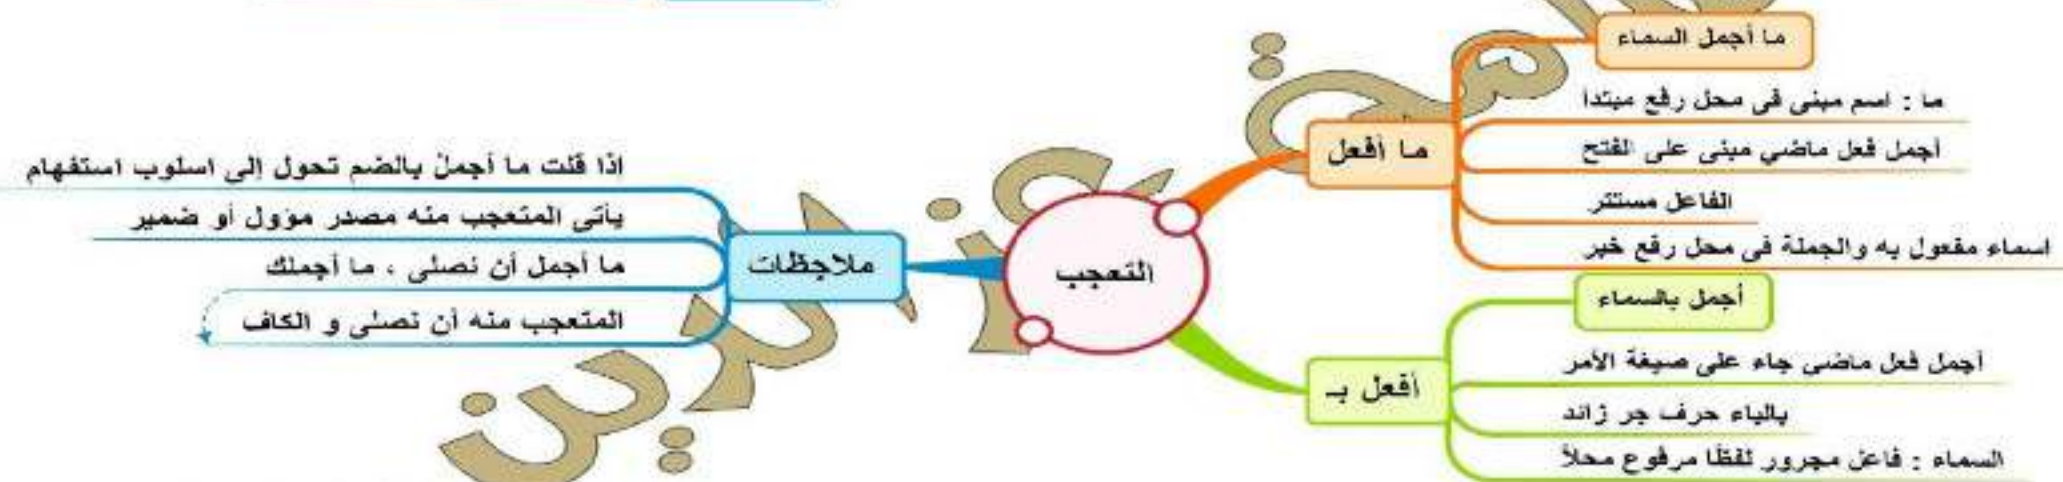 التعجب
ما أفعل
ما أجمل السماء
ما : اسم مبنى فى محل رفع مبتدا
أجمل فعل ماضي مبنى على الفتح
الفاعل مستتر
اسماء مفعول به والجملة فى محل رفع خبر
أفعل بـ
أجمل بالسماء
أجمل فعل ماضى جاء على صيغة الأمر
بالباء حرف جر زائد
السماء : فاعل مجرور لفظًا مرفوع محلاً
ملاحظات
اذا قلت ما أجملُ بالضم تحول إلى اسلوب استفهام
يأتى المتعجب منه مصدر مؤول أو ضمير
ما أجمل أن نصلى ، ما أجملك
المتعجب منه أن نصلى و الكاف